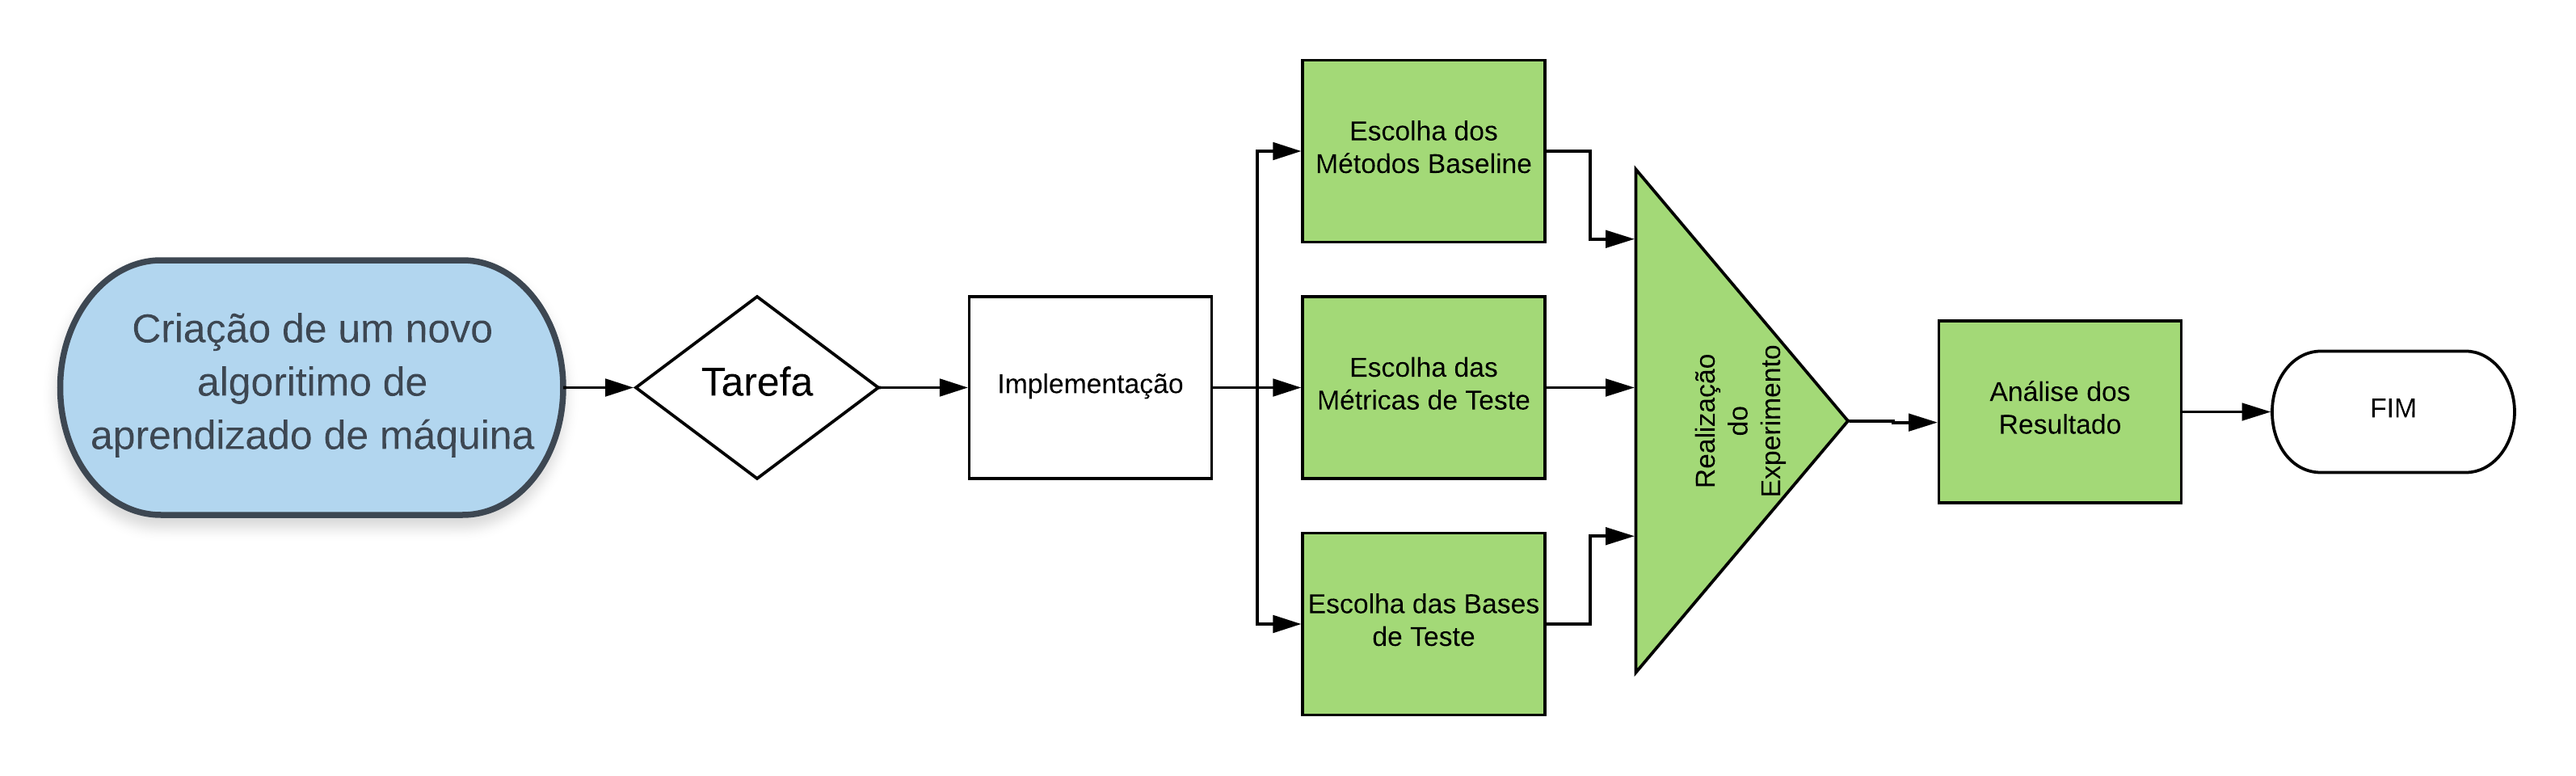 Criação de um novo
algoritimo de
aprendizado de máquina
Tarefa
Implementação
Escolha dos
Métodos Baseline
Escolha das
Métricas de Teste
Escolha das Bases
de Teste
Realização
do
Experimento
Análise dos
Resultado
FIM